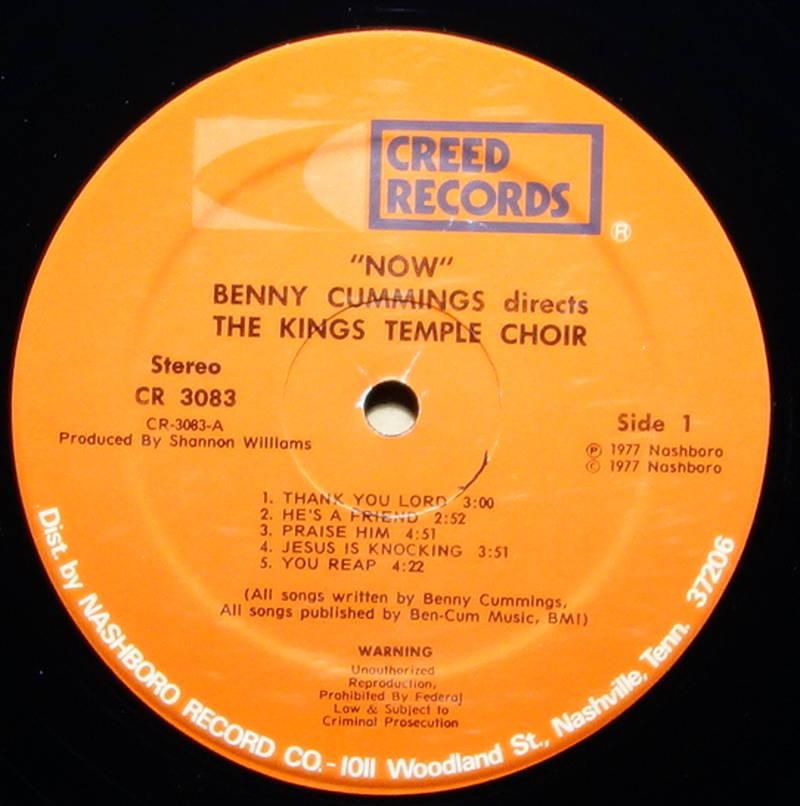 CREED
RECORDS
®
"NOW"
BENNY CUMMINGS directs
THE KINGS TEMPLE CHOIR
Stereo
CR 3083
CR-3083-A
Produced By Shannon Williams
Side 1
℗ 1977 Nashboro
© 1977 Nashboro
1. THANK YOU LORD 3:00
2. HE'S A FRIEND 2:52
3. PRAISE HIM 4:51
4. JESUS IS KNOCKING 3:51
5. YOU REAP 4:22
(All songs written by Benny Cummings,
All songs published by Ben-Cum Music, BMI)
WARNING
Unauthorized
Reproduction,
Prohibited By Federal
Law & Subject to
Criminal Prosecution
Dist. by NASHBORO RECORD CO.-1011 Woodland St., Nashville, Tenn. 37206